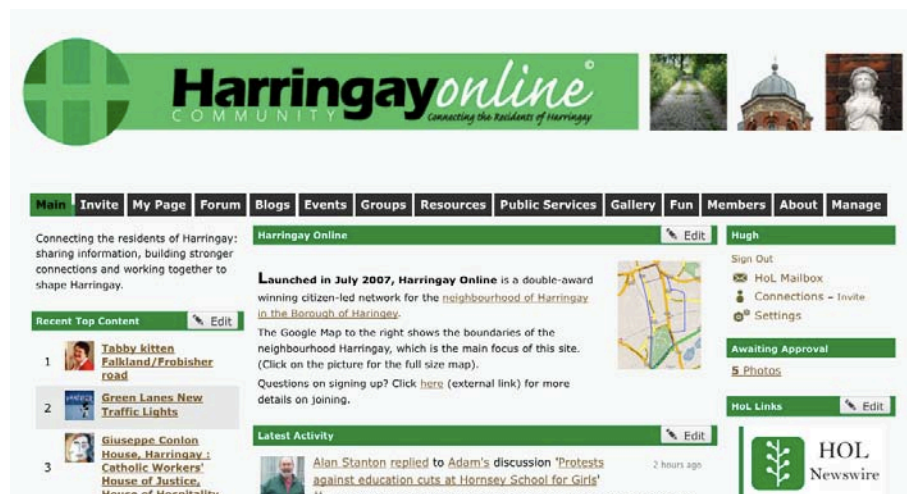 Harringayonline©
COMMUNITY Connecting the Residents of Harringay
Main Invite My Page Forum Blogs Events Groups Resources Public Services Gallery Fun Members About Manage
Connecting the residents of Harringay:
sharing information, building stronger
connections and working together to
shape Harringay.
Recent Top Content Edit
1 Tabby kitten
Falkland/Frobisher
road
2 Green Lanes New
Traffic Lights
3 Giuseppe Conlon
House, Harringay :
Catholic Workers'
House of Justice,
House of Hospitality
Harringay Online Edit
Launched in July 2007, Harringay Online is a double-award
winning citizen-led network for the neighbourhood of Harringay
in the Borough of Haringey.
The Google Map to the right shows the boundaries of the
neighbourhood Harringay, which is the main focus of this site.
(Click on the picture for the full size map).
Questions on signing up? Click here (external link) for more
details on joining.
Latest Activity Edit
Alan Stanton replied to Adam's discussion 'Protests 2 hours ago
against education cuts at Hornsey School for Girls'
Hugh
Sign Out
HoL Mailbox
Connections - Invite
Settings
Awaiting Approval
5 Photos
HoL Links Edit
HOL
Newswire